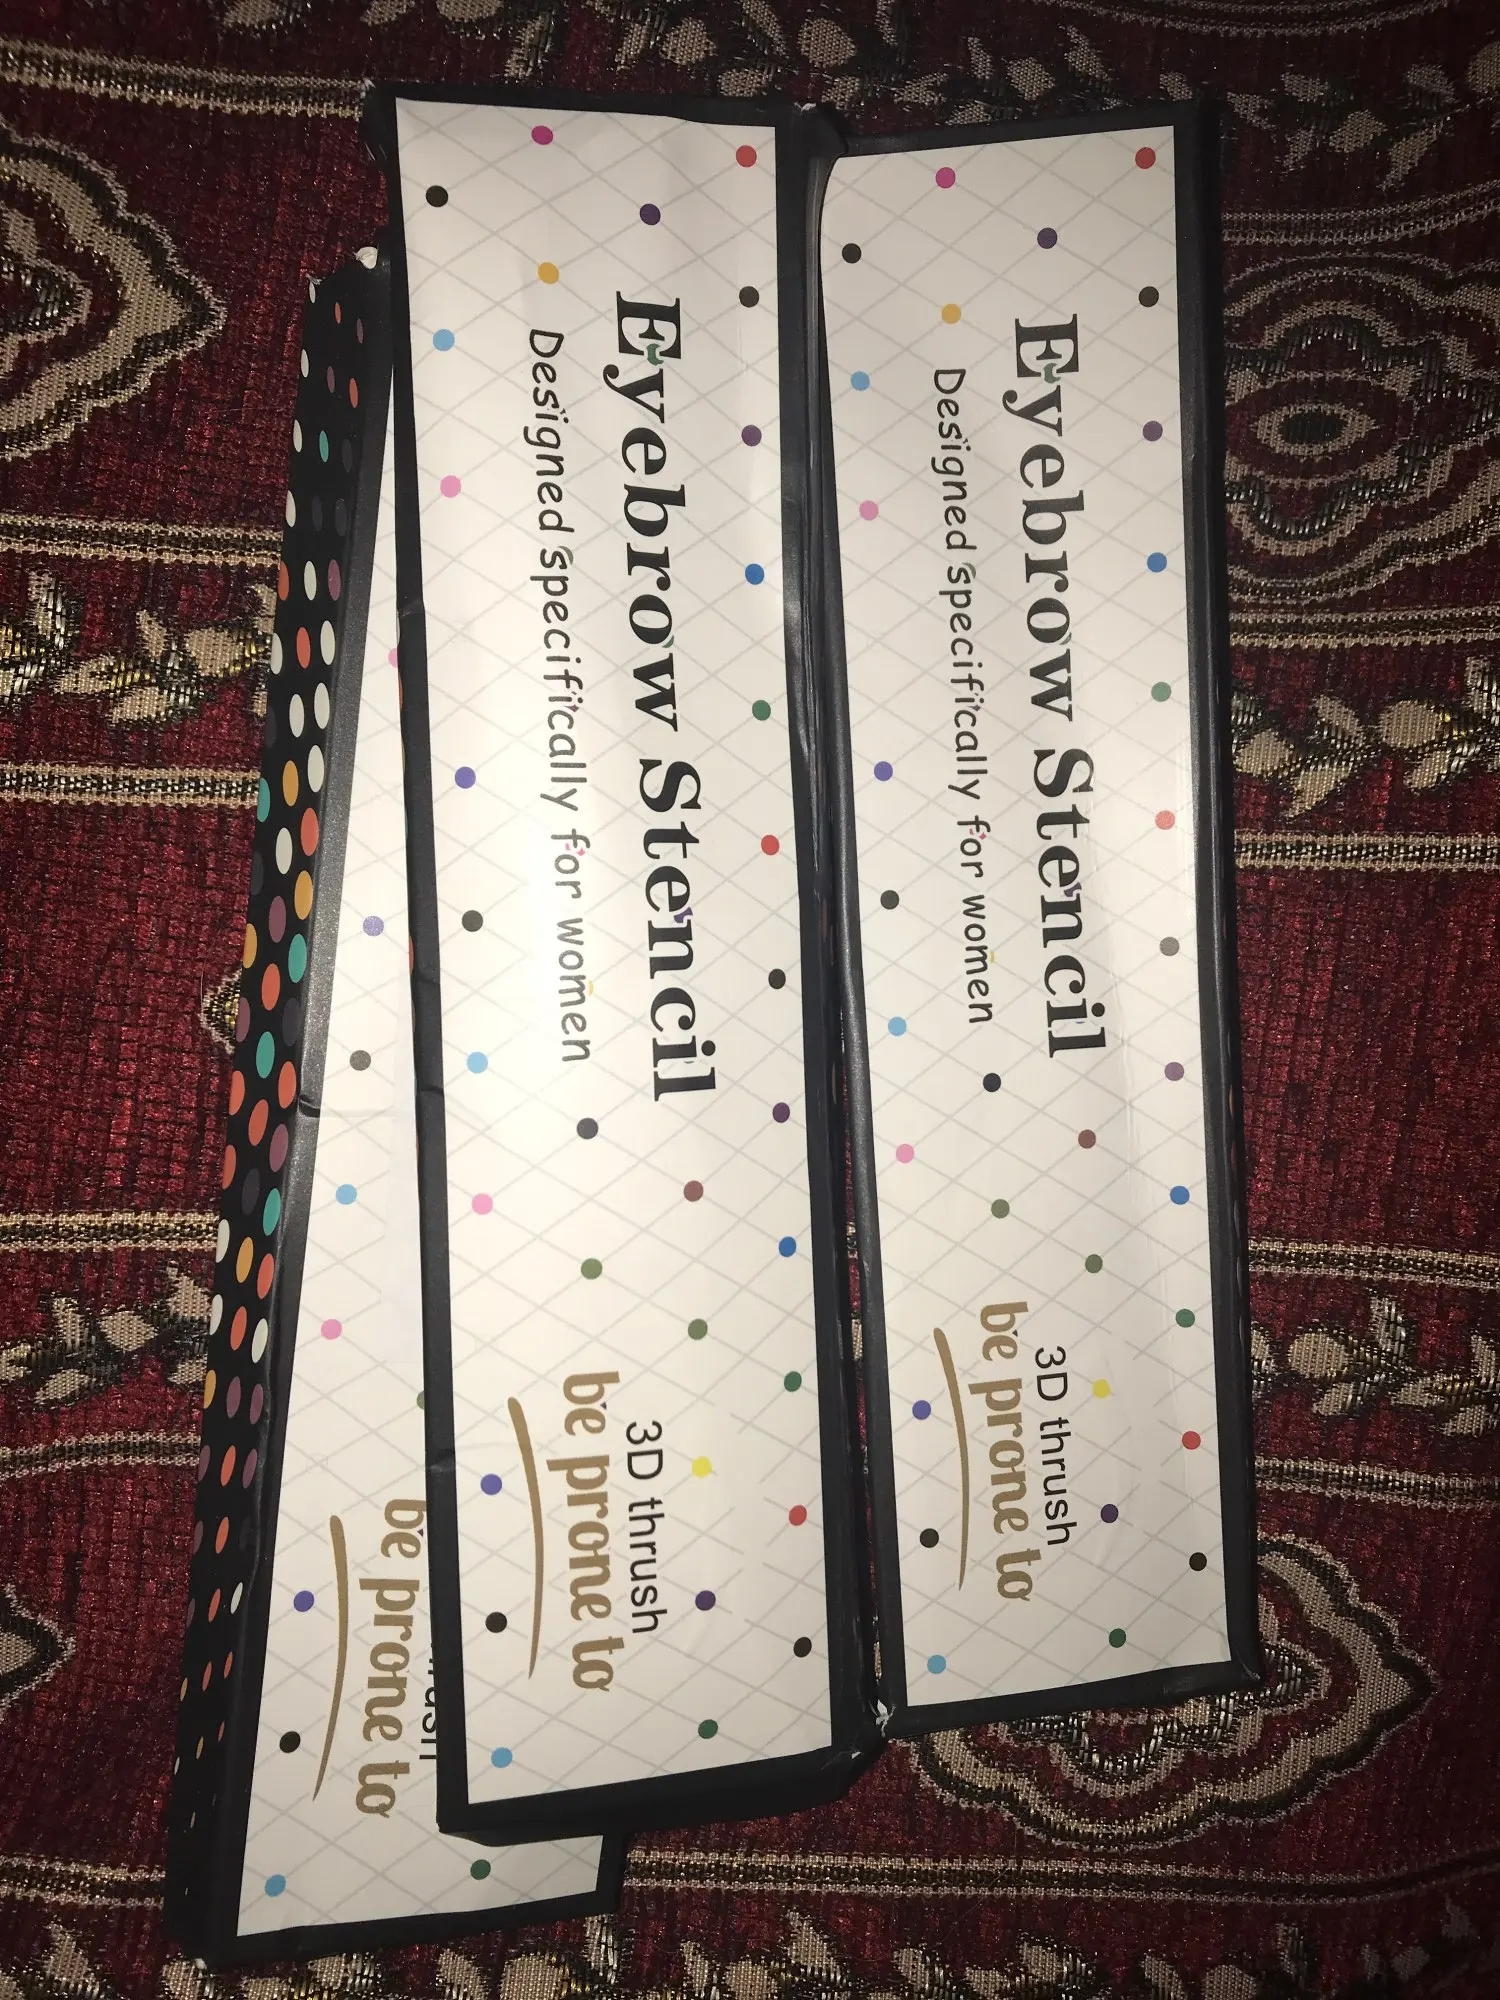 Eyebrow Stencil
Designed specifically for women
3D thrush
be prone to
Eyebrow Stencil
Designed specifically for women
3D thrush
be prone to
be prone to